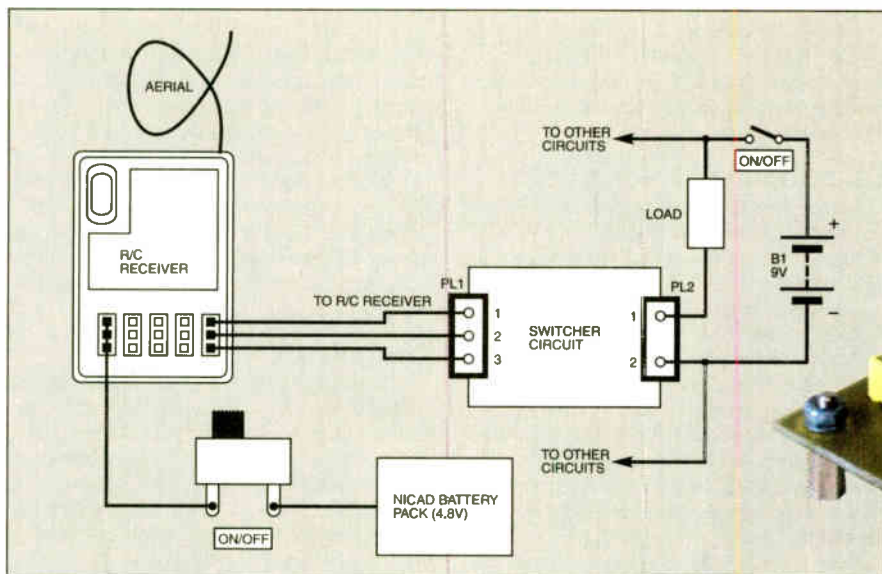 AERIAL
R/C
RECEIVER
TO R/C RECEIVER
PL1
1
2
3
SWITCHER
CIRCUIT
PL2
1
2
TO OTHER
CIRCUITS
ON/OFF
LOAD
+
B1
9V
–
TO OTHER
CIRCUITS
ON/OFF
NICAD BATTERY
PACK (4.8V)